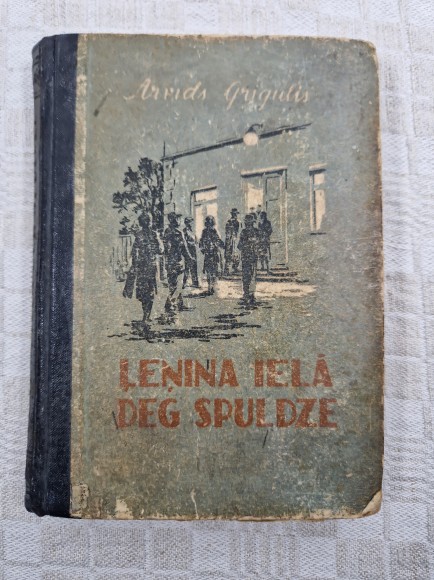 Arvids Grigulis
ĻENINA IELĀ
DEG SPULDZE